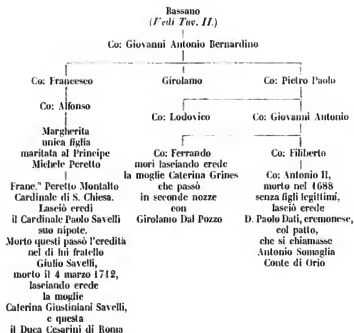 Bassano
(Vedi Tav. II.)
Co: Giovanni Antonio Bernardino
Co: Francesco
Girolamo
Co: Pietro Paolo
Co: Alfonso
Co: Lodovico
Co: Giovanni Antonio
Margherita
unica figlia
maritata al Principe
Michele Peretto
Franc.º Peretto Montalto
Cardinale di S. Chiesa.
Lasciò eredi
il Cardinale Paolo Savelli
suo nipote.
Morto questi passò l'eredità
nel di lui fratello
Giulio Savelli,
morto il 4 marzo 1712,
lasciando erede
la moglie
Caterina Giustiniani Savelli,
e questa
il Duca Cesarini di Roma
Co: Ferrando
morì lasciando erede
la moglie Caterina Grines
che passò
in seconde nozze
con
Girolamo Dal Pozzo
Co: Filiberto
Co: Antonio II,
morto nel 1688
senza figli legittimi,
lasciò erede
D. Paolo Dati, cremonese,
col patto,
che si chiamasse
Antonio Somaglia
Conte di Orio